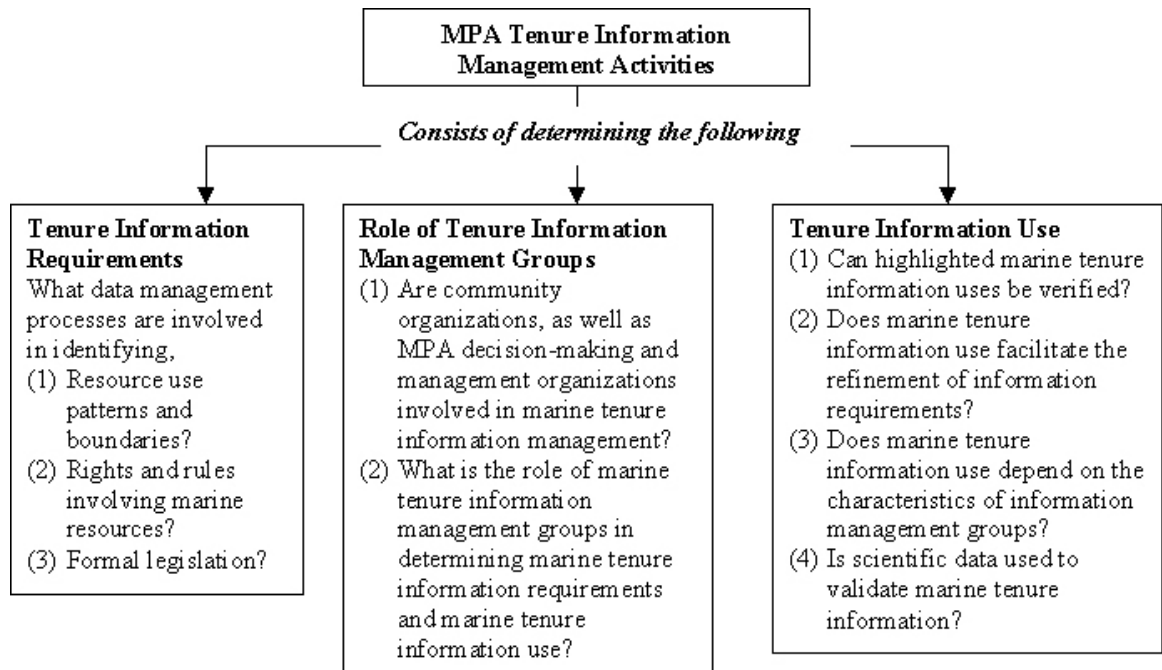 MPA Tenure Information
Management Activities
Consists of determining the following
Tenure Information
Requirements
What data management
processes are involved
in identifying,
(1) Resource use
patterns and
boundaries?
(2) Rights and rules
involving marine
resources?
(3) Formal legislation?
Role of Tenure Information
Management Groups
(1) Are community
organizations, as well as
MPA decision-making and
management organizations
involved in marine tenure
information management?
(2) What is the role of marine
tenure information
management groups in
determining marine tenure
information requirements
and marine tenure
information use?
Tenure Information Use
(1) Can highlighted marine tenure
information uses be verified?
(2) Does marine tenure
information use facilitate the
refinement of information
requirements?
(3) Does marine tenure
information use depend on the
characteristics of information
management groups?
(4) Is scientific data used to
validate marine tenure
information?